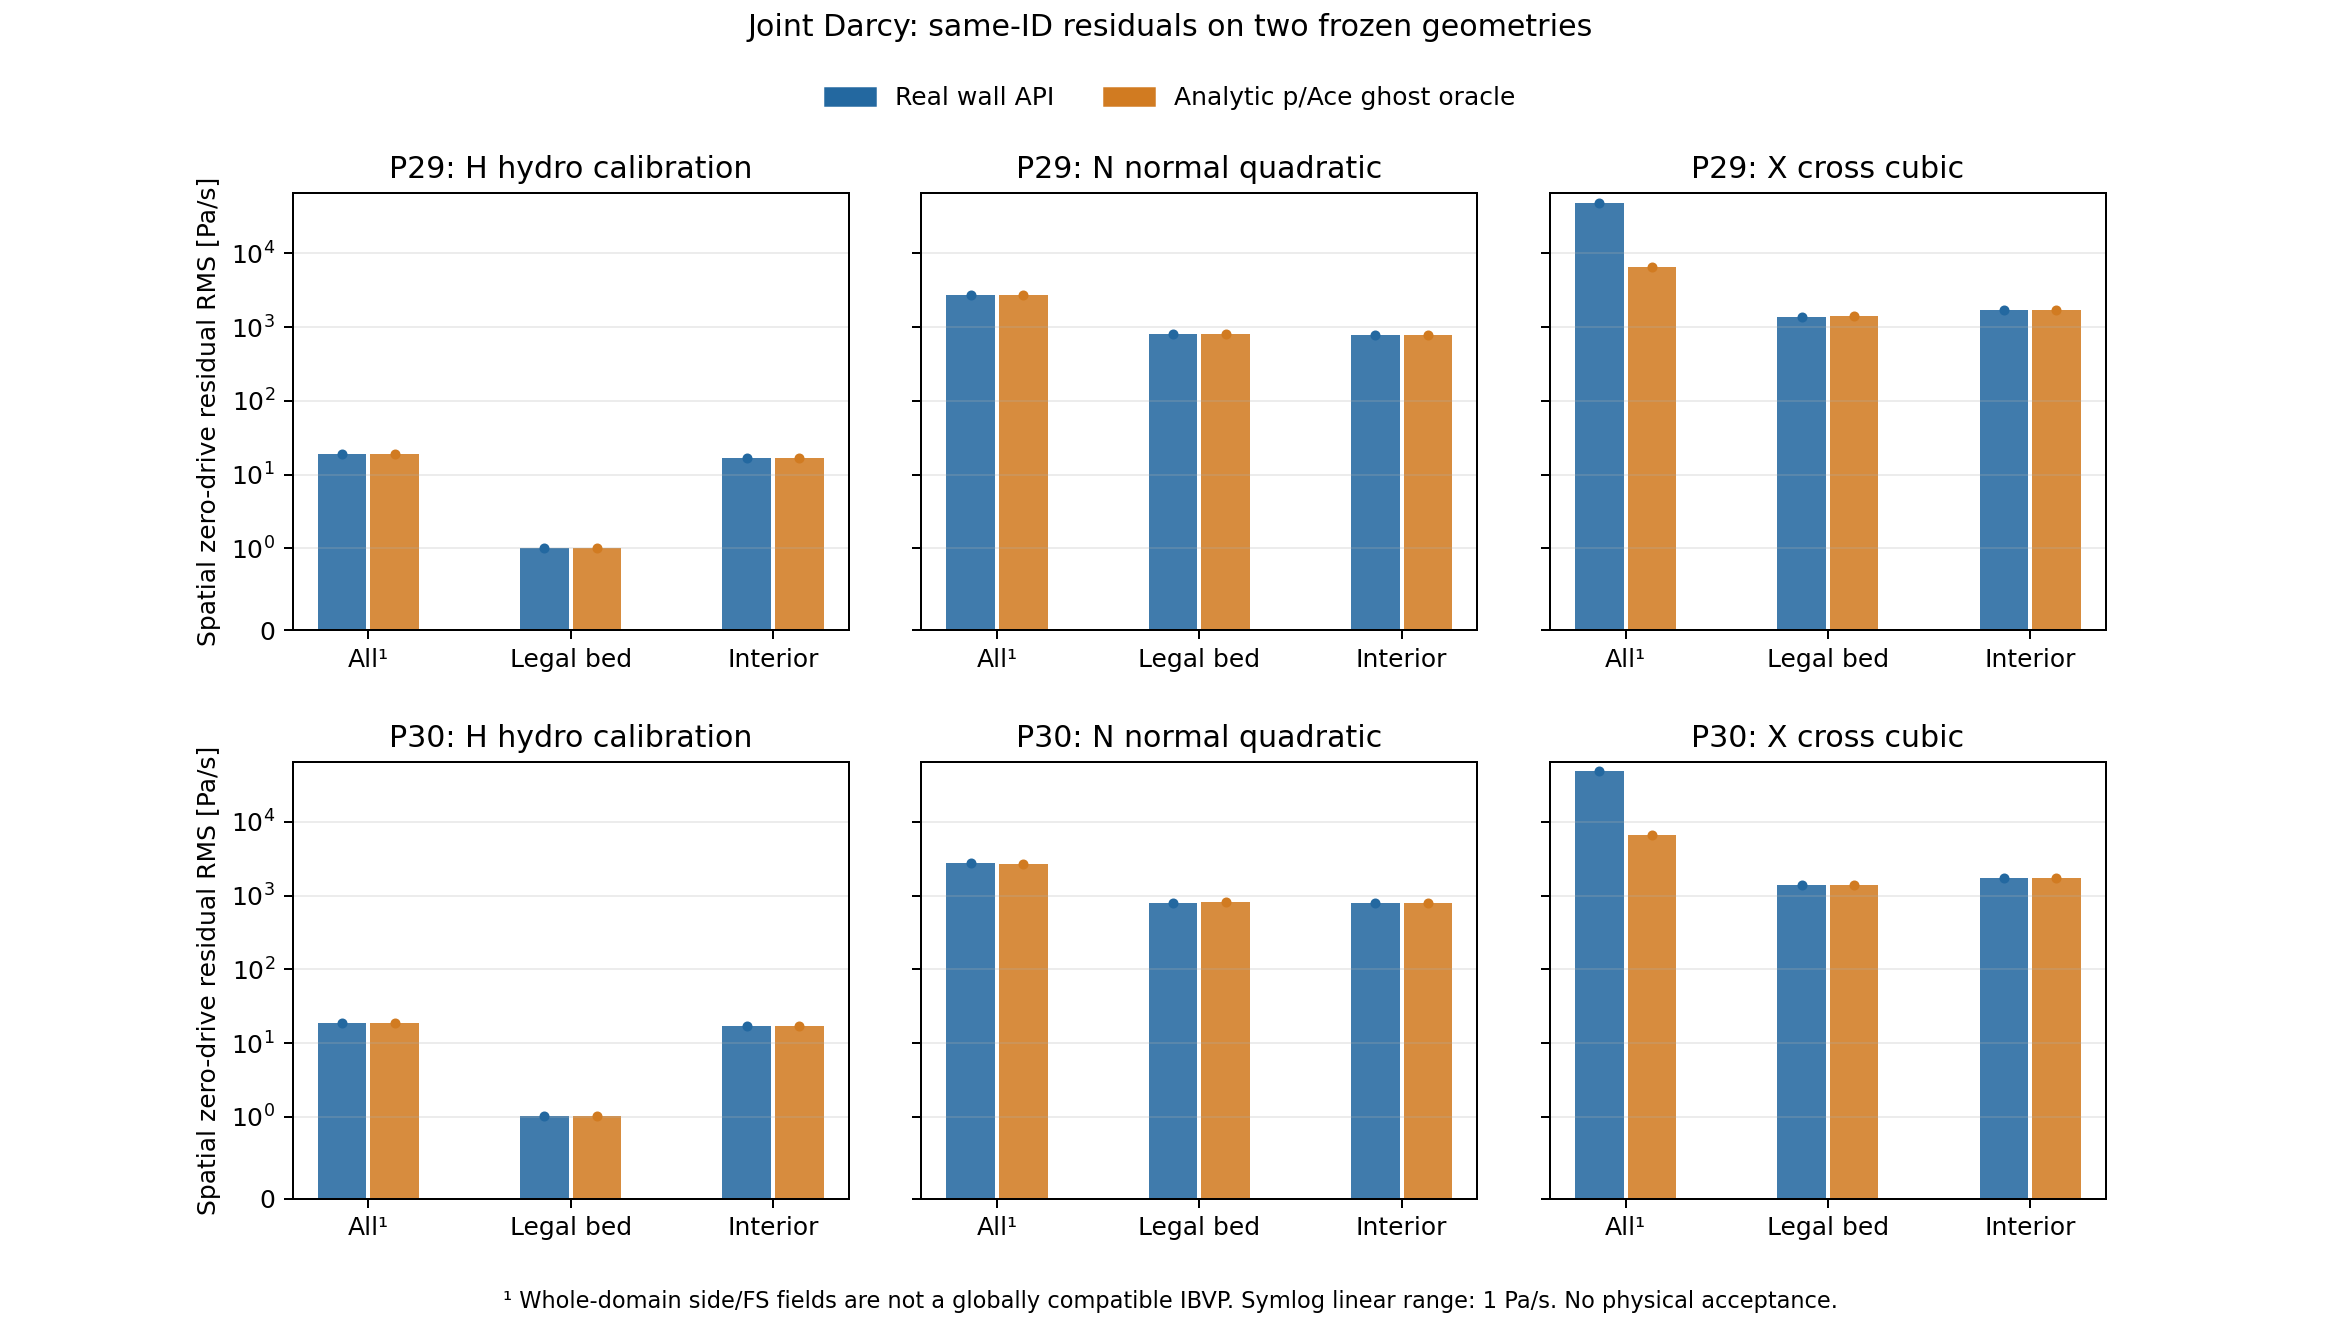 Joint Darcy: same-ID residuals on two frozen geometries
Real wall API
Analytic p/Ace ghost oracle
P29: H hydro calibration
P29: N normal quadratic
P29: X cross cubic
Spatial zero-drive residual RMS [Pa/s]
10⁴
10³
10²
10¹
10⁰
0
All¹
Legal bed
Interior
All¹
Legal bed
Interior
All¹
Legal bed
Interior
P30: H hydro calibration
P30: N normal quadratic
P30: X cross cubic
Spatial zero-drive residual RMS [Pa/s]
10⁴
10³
10²
10¹
10⁰
0
All¹
Legal bed
Interior
All¹
Legal bed
Interior
All¹
Legal bed
Interior
¹ Whole-domain side/FS fields are not a globally compatible IBVP. Symlog linear range: 1 Pa/s. No physical acceptance.